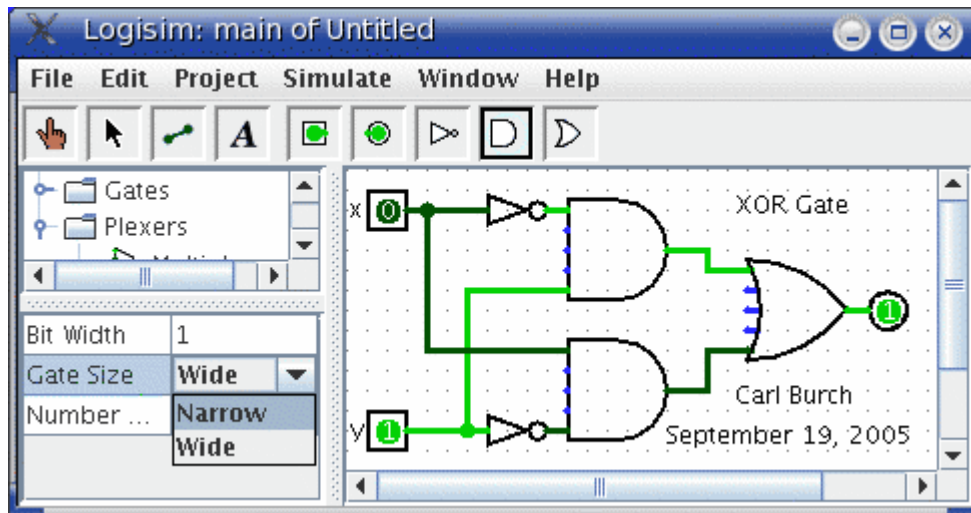 Logisim: main of Untitled
File Edit Project Simulate Window Help
A
Gates
Plexers
x 0
XOR Gate
1
Bit Width 1
Gate Size Wide
Number ... Narrow
Wide
Carl Burch
y 1
September 19, 2005